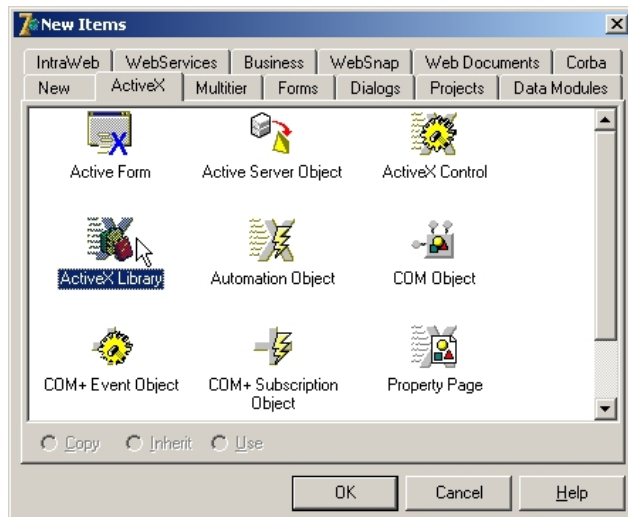 New Items
IntraWeb WebServices Business WebSnap Web Documents Corba
New ActiveX Multitier Forms Dialogs Projects Data Modules
Active Form Active Server Object ActiveX Control
ActiveX Library Automation Object COM Object
COM+ Event Object COM+ Subscription Object Property Page
Copy Inherit Use
OK Cancel Help